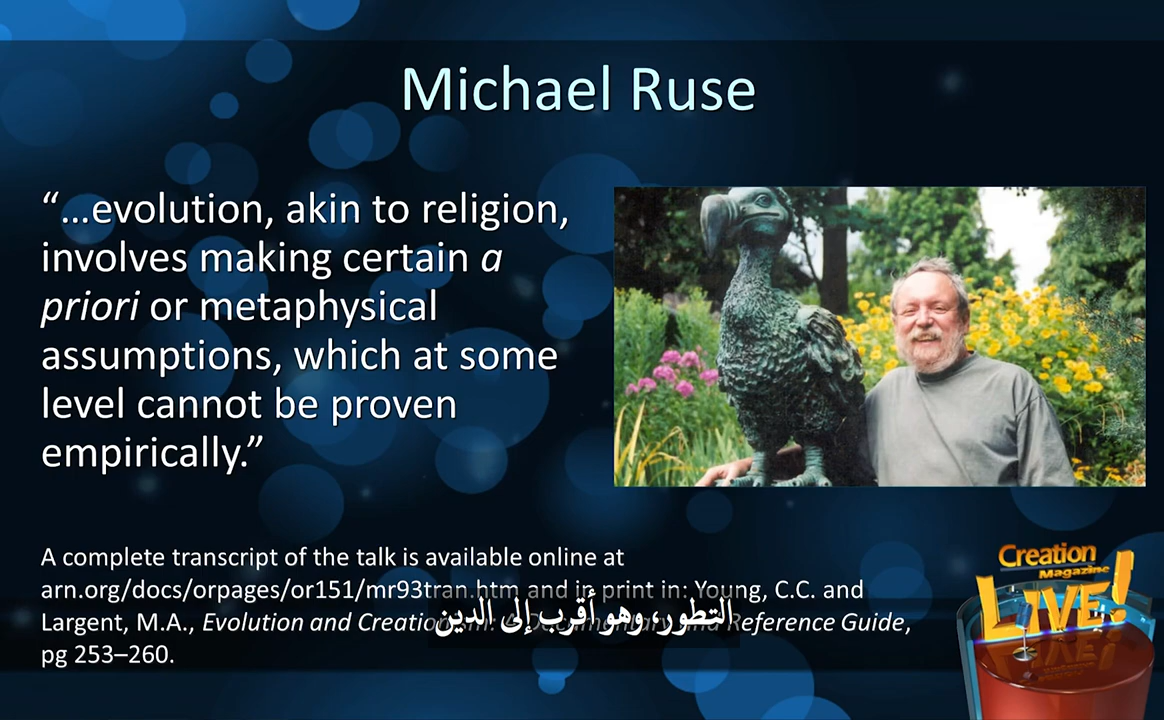 Michael Ruse
“…evolution, akin to religion,
involves making certain a
priori or metaphysical
assumptions, which at some
level cannot be proven
empirically.”
A complete transcript of the talk is available online at
arn.org/docs/orpages/or151/mr93tran.htm and in print in: Young, C.C. and
Largent, M.A., Evolution and Creationism: A Documentary and Reference Guide,
pg 253–260.
التطور، وهو أقرب إلى الدين
Creation
Magazine
LIVE!